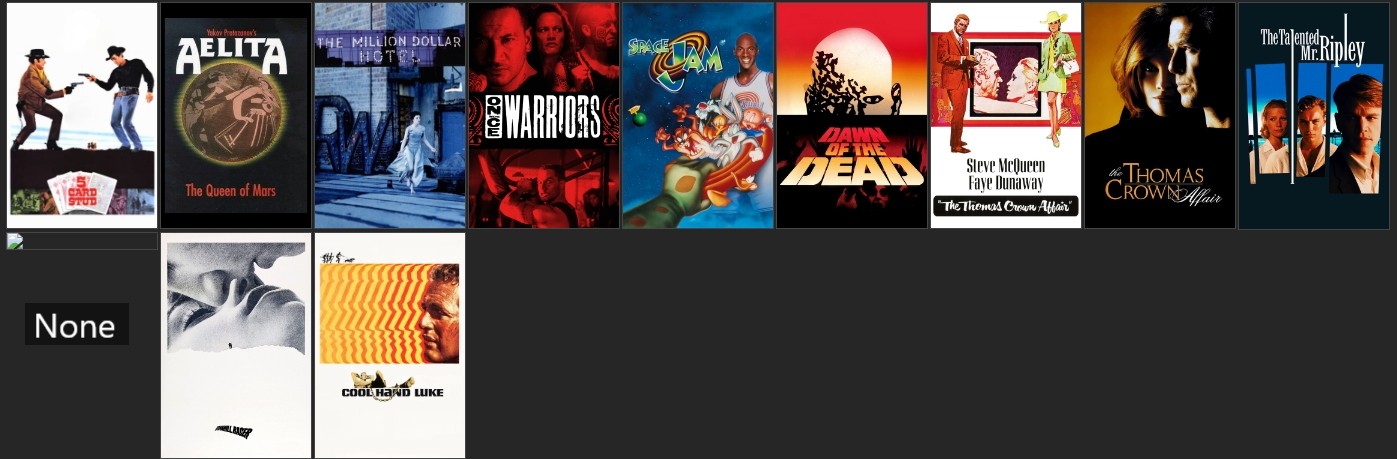 5
CARD
STUD
Yakov Protazanov's
AELITA
The Queen of Mars
THE MILLION DOLLAR
HOTEL
ONCE
WARRIORS
SPACE
JAM
DAWN
OF THE
DEAD
Steve McQueen
Faye Dunaway
"The Thomas Crown Affair"
the THOMAS
CROWN Affair
The Talented
Mr. Ripley
None
COOL HAND LUKE